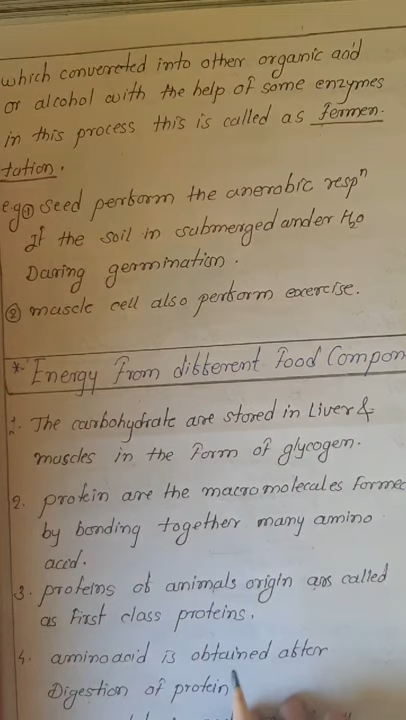 which convereted into other organic acid
or alcohol with the help of some enzymes
in this process this is called as fermen-
tation.
e.g ① seed perform the anerobic respⁿ
If the soil in submerged under H₂o
During germination.
② muscle cell also perform exercise.
* Energy From different Food Compon
1. The carbohydrate are stored in Liver &
muscles in the form of glycogen.
2. protein are the macromolecules formed
by bonding together many amino
acid.
3. proteins of animals origin are called
as First class proteins.
4. aminoacid is obtained after
Digestion of protein